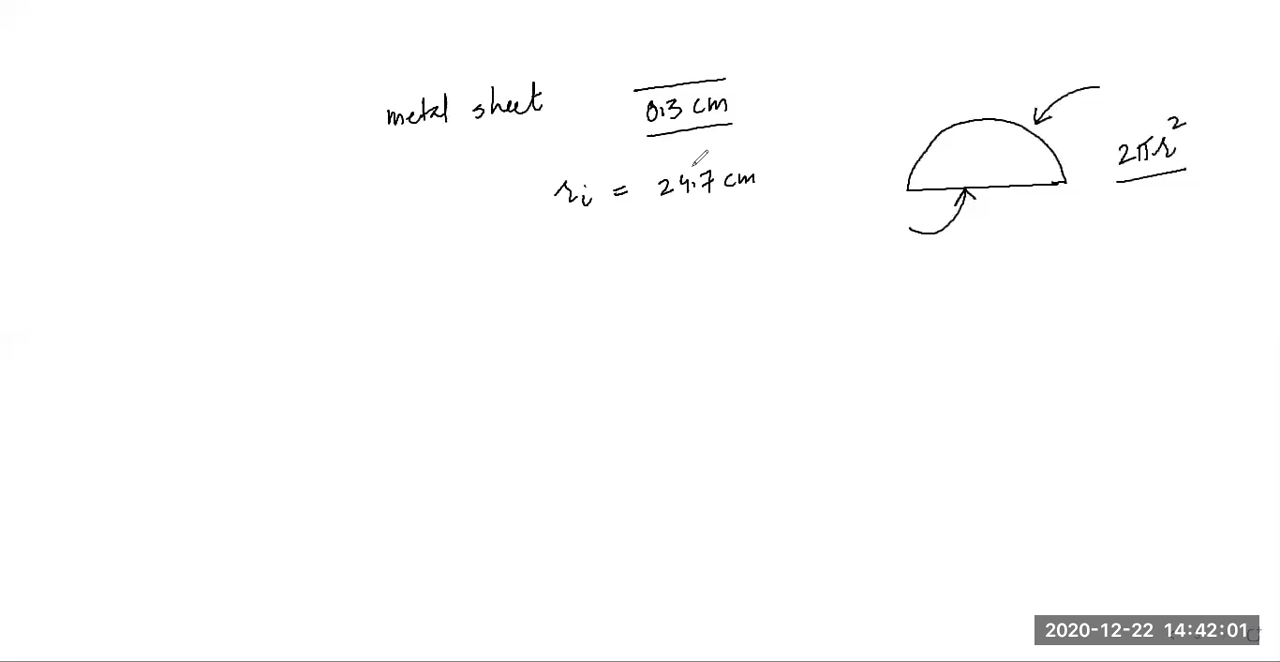 metal sheet 0.3 cm
2πr²
ri = 24.7 cm
2020-12-22 14:42:01